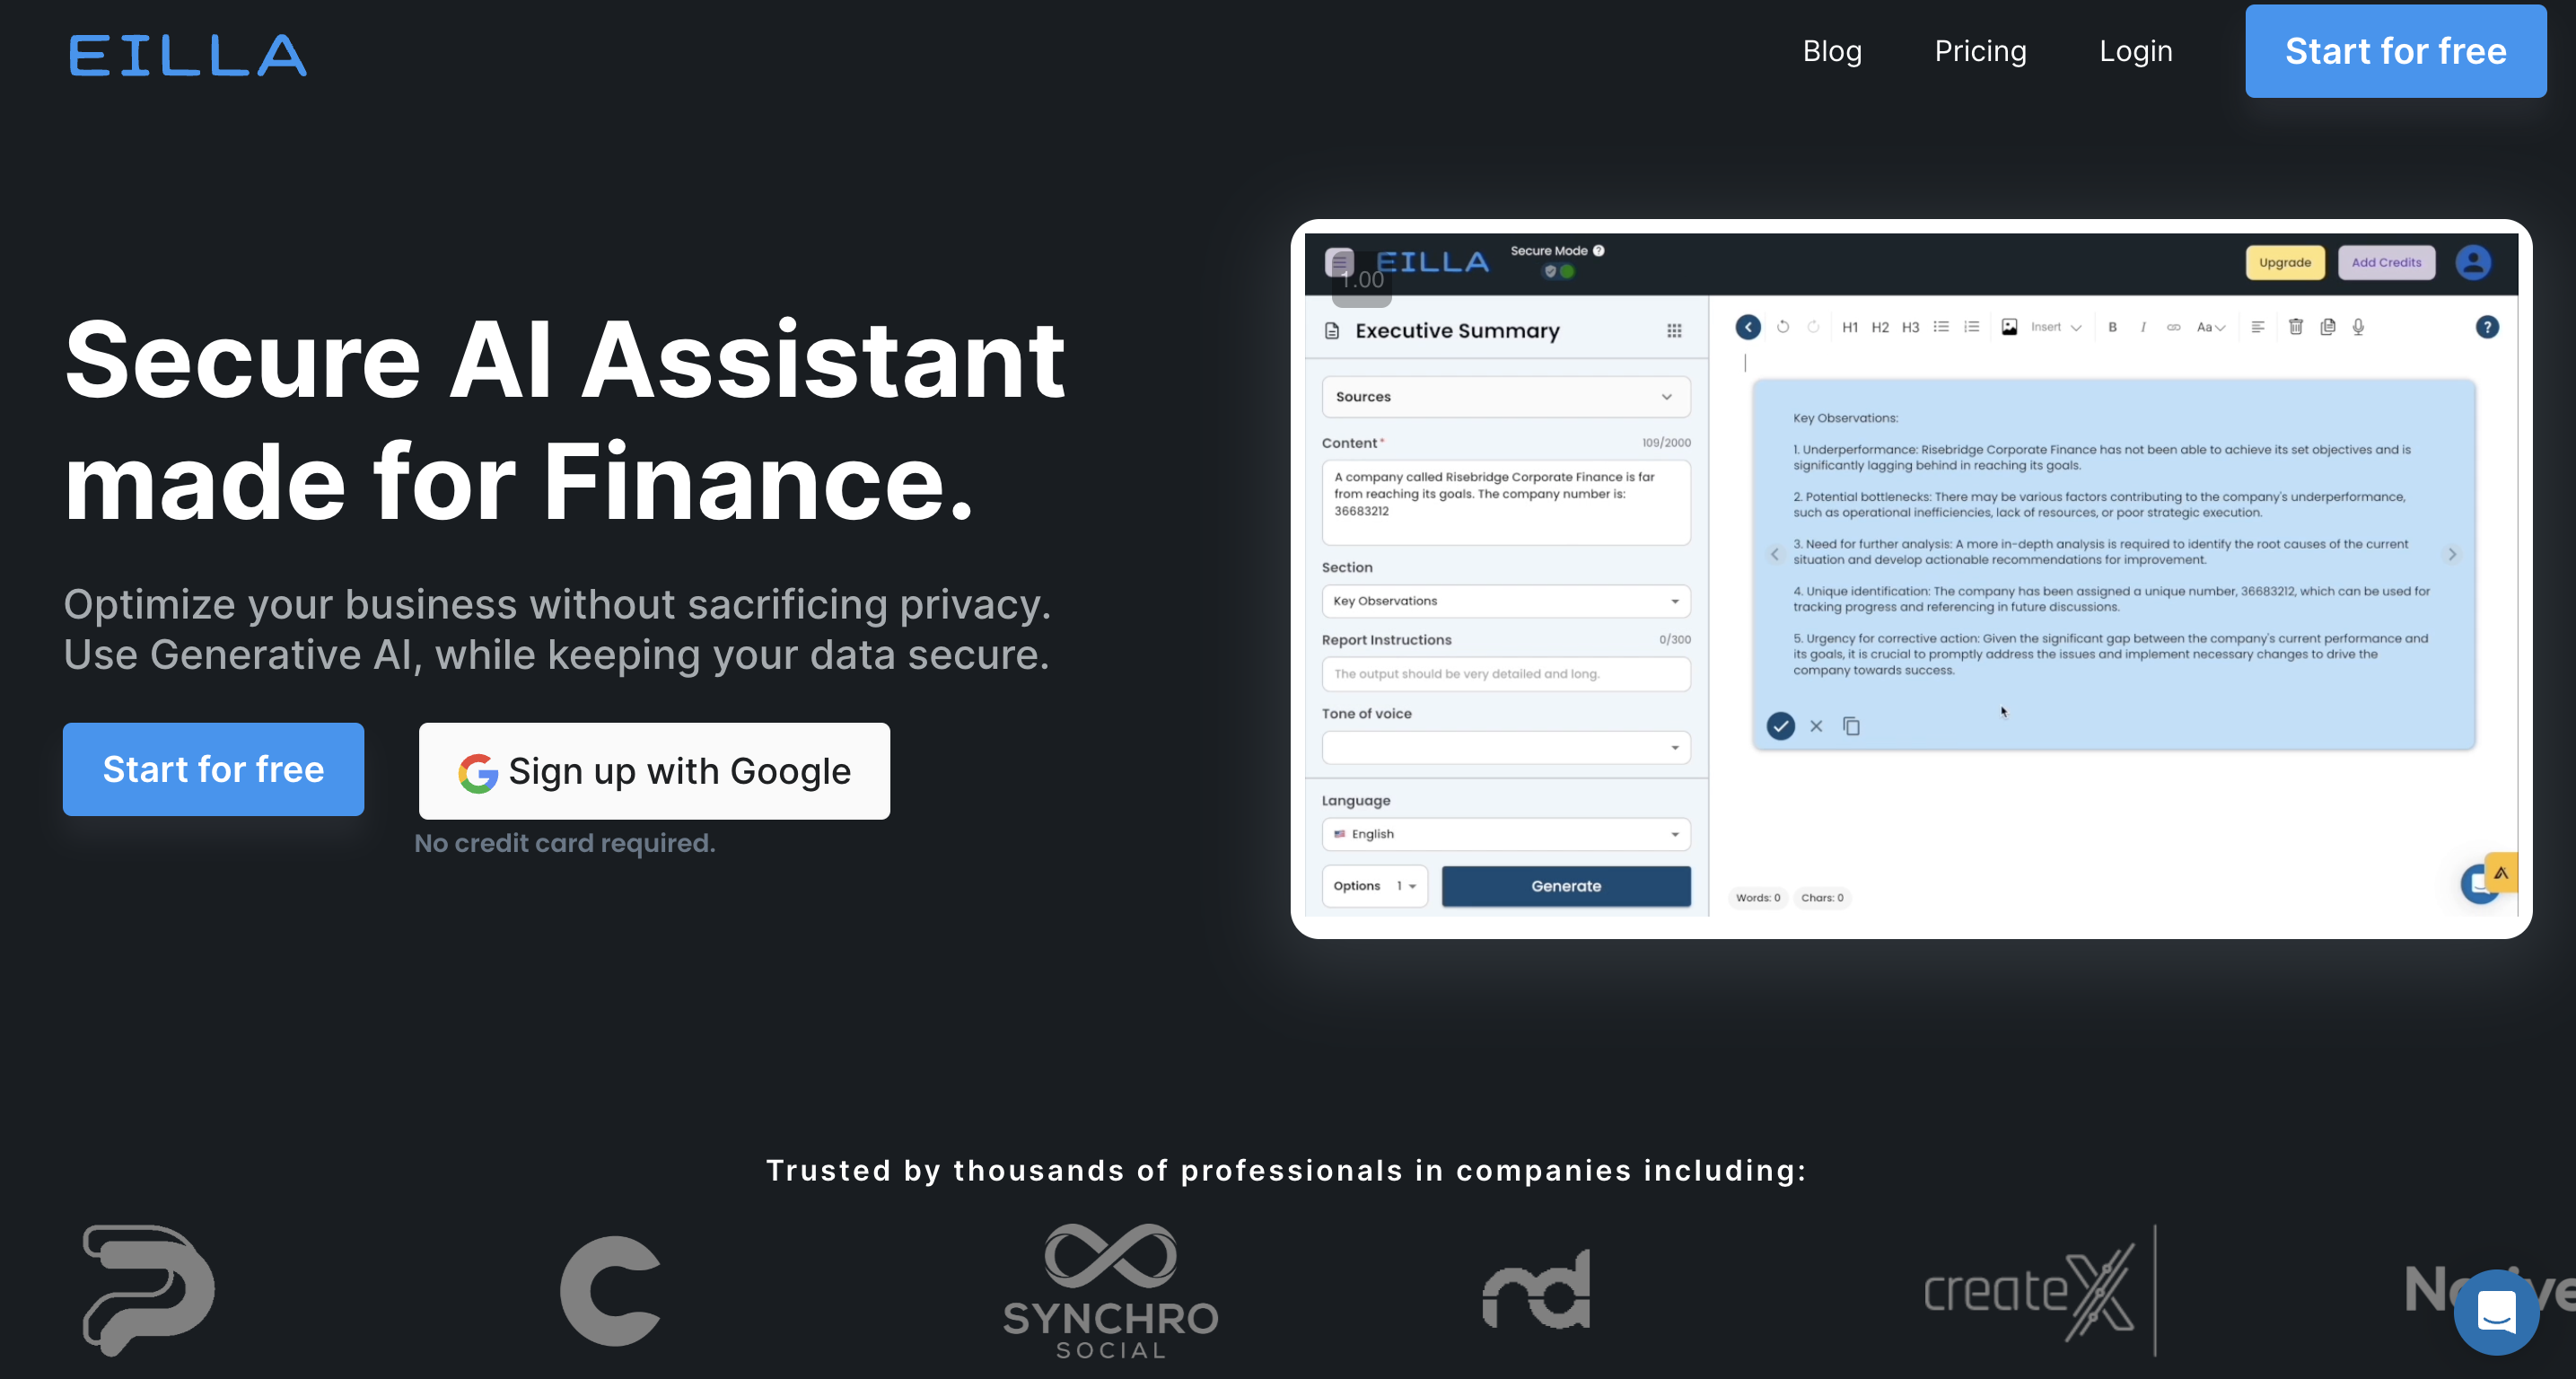 EILLA
Blog
Pricing
Login
Start for free
Secure AI Assistant
made for Finance.
Optimize your business without sacrificing privacy.
Use Generative AI, while keeping your data secure.
Start for free
Sign up with Google
No credit card required.
EILLA
1.00
Secure Mode
Upgrade
Add Credits
Executive Summary
Sources
Content*
109/2000
A company called Risebridge Corporate Finance is far
from reaching its goals. The company number is:
36683212
Section
Key Observations
Report Instructions
0/300
The output should be very detailed and long.
Tone of voice
Language
English
Options 1
Generate
H1 H2 H3
Insert
B I
Aa
?
Key Observations:
1. Underperformance: Risebridge Corporate Finance has not been able to achieve its set objectives and is
significantly lagging behind in reaching its goals.
2. Potential bottlenecks: There may be various factors contributing to the company's underperformance,
such as operational inefficiencies, lack of resources, or poor strategic execution.
3. Need for further analysis: A more in-depth analysis is required to identify the root causes of the current
situation and develop actionable recommendations for improvement.
4. Unique identification: The company has been assigned a unique number, 36683212, which can be used for
tracking progress and referencing in future discussions.
5. Urgency for corrective action: Given the significant gap between the company's current performance and
its goals, it is crucial to promptly address the issues and implement necessary changes to drive the
company towards success.
Words: 0
Chars: 0
Trusted by thousands of professionals in companies including:
SYNCHRO
SOCIAL
rd
createX